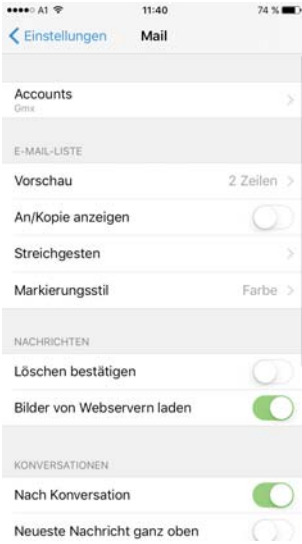 A1 11:40 74 %
Einstellungen Mail
Accounts
Gmx
E-MAIL-LISTE
Vorschau 2 Zeilen
An/Kopie anzeigen
Streichgesten
Markierungsstil Farbe
NACHRICHTEN
Löschen bestätigen
Bilder von Webservern laden
KONVERSATIONEN
Nach Konversation
Neueste Nachricht ganz oben